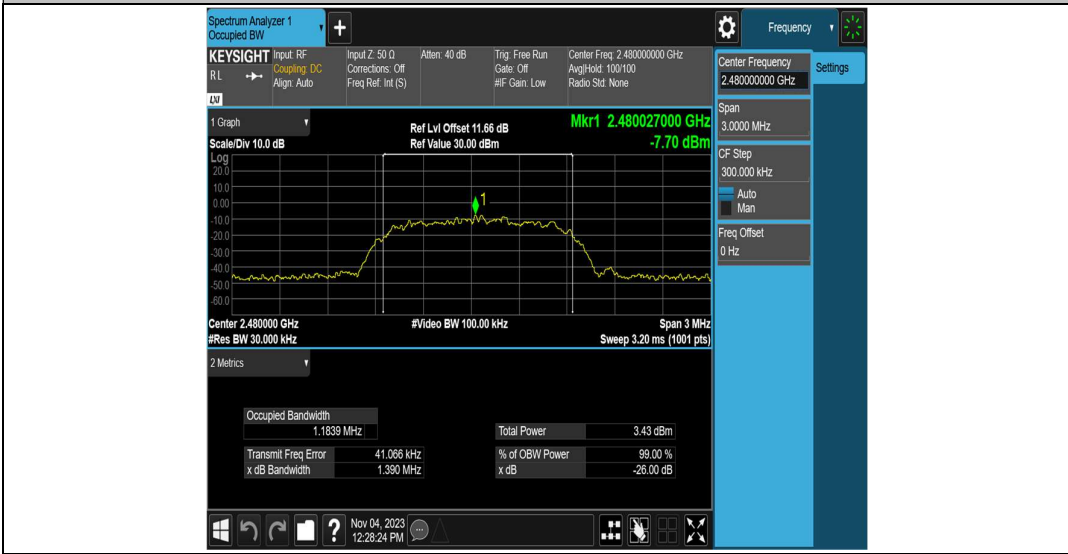 Spectrum Analyzer 1
Occupied BW
Frequency
KEYSIGHT
RL
LXI
Input: RF
Coupling: DC
Align: Auto
Input Z: 50 Ω
Corrections: Off
Freq Ref: Int (S)
Atten: 40 dB
Trig: Free Run
Gate: Off
#IF Gain: Low
Center Freq: 2.480000000 GHz
Avg|Hold: 100/100
Radio Std: None
Center Frequency
2.480000000 GHz
Settings
Span
3.0000 MHz
CF Step
300.000 kHz
Auto
Man
Freq Offset
0 Hz
1 Graph
Ref Lvl Offset 11.66 dB
Mkr1 2.480027000 GHz
Scale/Div 10.0 dB
Ref Value 30.00 dBm
-7.70 dBm
Log
20.0
10.0
0.00
1
-10.0
-20.0
-30.0
-40.0
-50.0
-60.0
Center 2.480000 GHz
#Video BW 100.00 kHz
Span 3 MHz
#Res BW 30.000 kHz
Sweep 3.20 ms (1001 pts)
2 Metrics
Occupied Bandwidth
1.1839 MHz
Total Power 3.43 dBm
Transmit Freq Error 41.066 kHz
% of OBW Power 99.00 %
x dB Bandwidth 1.390 MHz
x dB -26.00 dB
?
Nov 04, 2023
12:28:24 PM